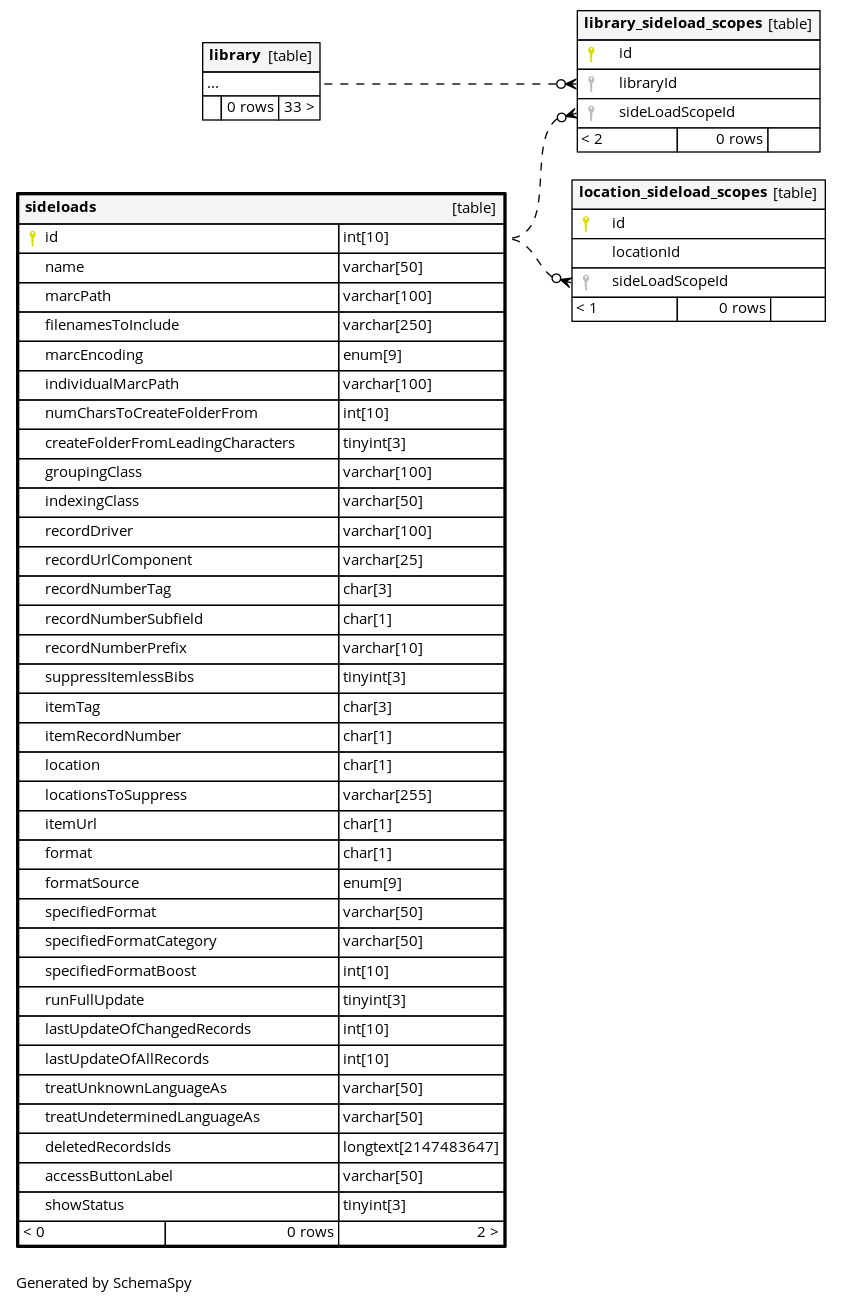 library [table]
...
0 rows 33 >
library_sideload_scopes [table]
id
libraryId
sideLoadScopeId
< 2 0 rows
location_sideload_scopes [table]
id
locationId
sideLoadScopeId
< 1 0 rows
sideloads [table]
id int[10]
name varchar[50]
marcPath varchar[100]
filenamesToInclude varchar[250]
marcEncoding enum[9]
individualMarcPath varchar[100]
numCharsToCreateFolderFrom int[10]
createFolderFromLeadingCharacters tinyint[3]
groupingClass varchar[100]
indexingClass varchar[50]
recordDriver varchar[100]
recordUrlComponent varchar[25]
recordNumberTag char[3]
recordNumberSubfield char[1]
recordNumberPrefix varchar[10]
suppressItemlessBibs tinyint[3]
itemTag char[3]
itemRecordNumber char[1]
location char[1]
locationsToSuppress varchar[255]
itemUrl char[1]
format char[1]
formatSource enum[9]
specifiedFormat varchar[50]
specifiedFormatCategory varchar[50]
specifiedFormatBoost int[10]
runFullUpdate tinyint[3]
lastUpdateOfChangedRecords int[10]
lastUpdateOfAllRecords int[10]
treatUnknownLanguageAs varchar[50]
treatUndeterminedLanguageAs varchar[50]
deletedRecordsIds longtext[2147483647]
accessButtonLabel varchar[50]
showStatus tinyint[3]
< 0 0 rows 2 >
Generated by SchemaSpy